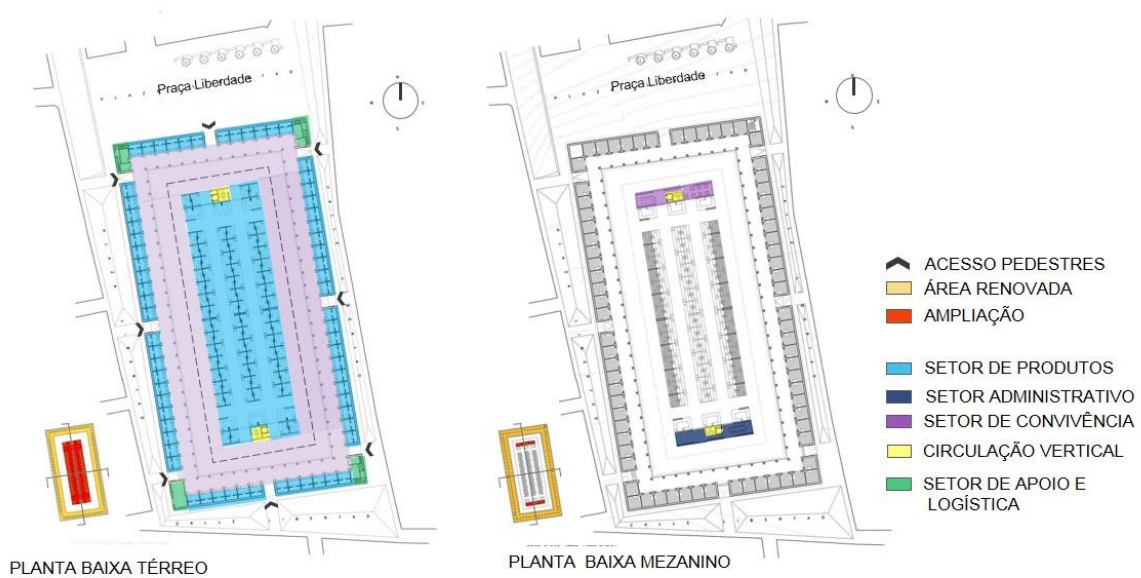 Praça Liberdade
PLANTA BAIXA TÉRREO
Praça Liberdade
PLANTA BAIXA MEZANINO
ACESSO PEDESTRES
ÁREA RENOVADA
AMPLIAÇÃO
SETOR DE PRODUTOS
SETOR ADMINISTRATIVO
SETOR DE CONVIVÊNCIA
CIRCULAÇÃO VERTICAL
SETOR DE APOIO E
LOGÍSTICA